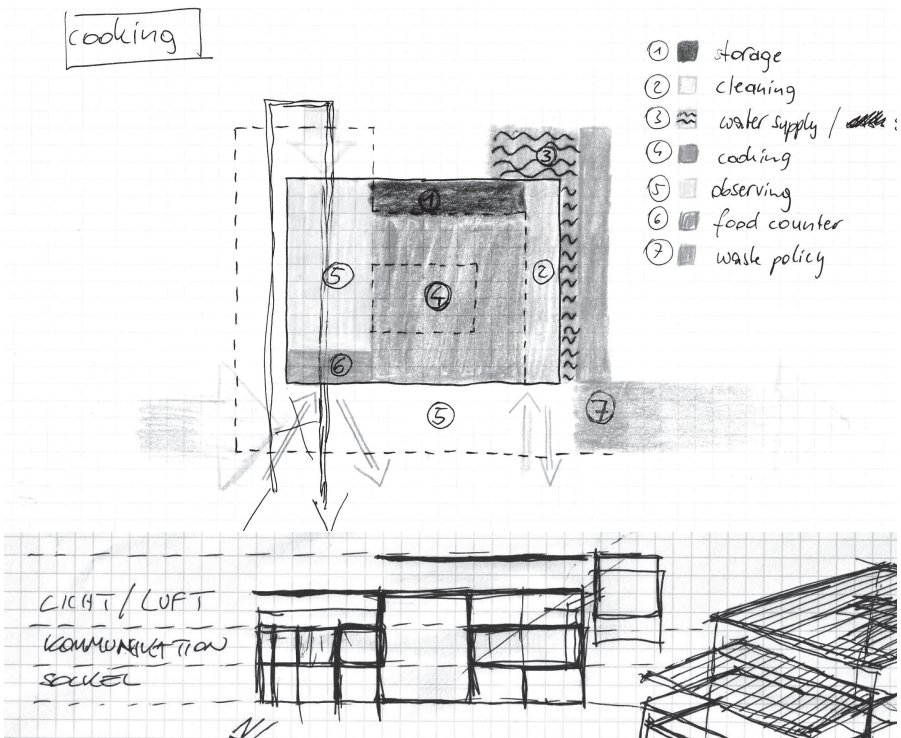 cooking
① storage
② cleaning
③ water supply /
④ cooking
⑤ observing
⑥ food counter
⑦ waste policy
3
1
5
2
4
6
5
7
LICHT / LUFT
KOMMUNIKATION
SOCKEL